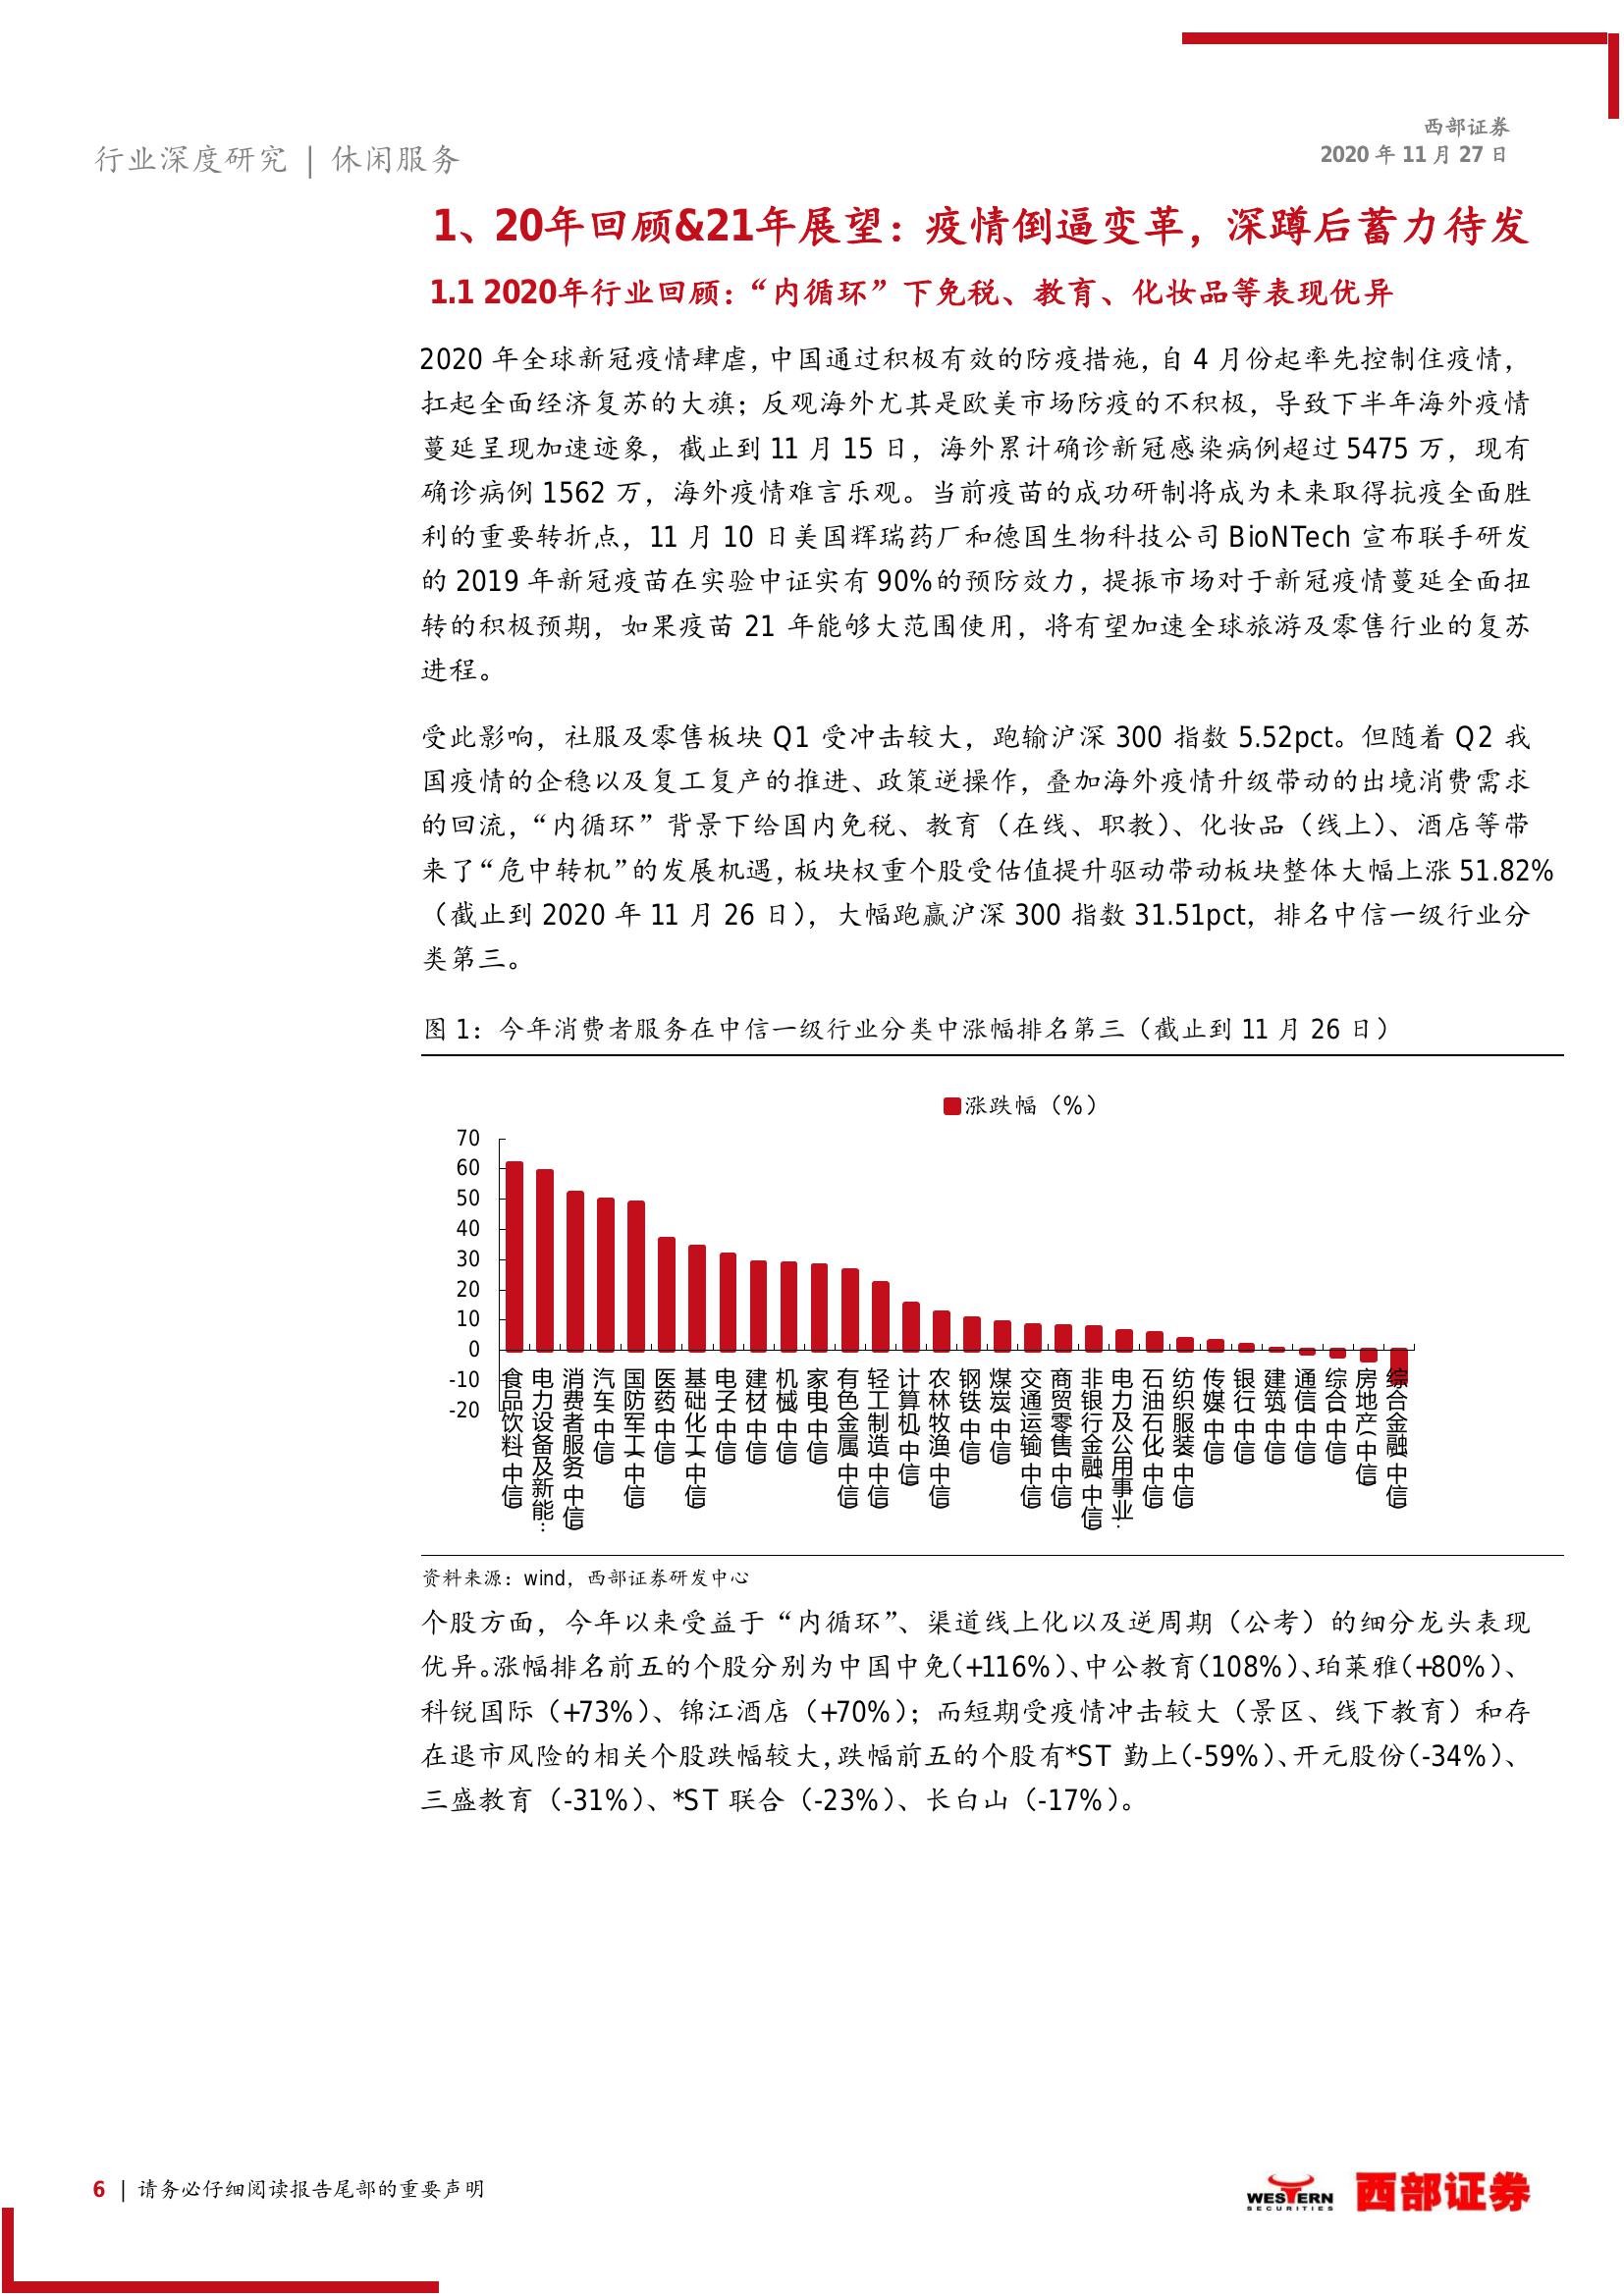 西部证券
2020 年 11 月 27 日
行业深度研究 | 休闲服务
1、20年回顾&21年展望：疫情倒逼变革，深蹲后蓄力待发
1.1 2020年行业回顾：“内循环”下免税、教育、化妆品等表现优异
2020 年全球新冠疫情肆虐，中国通过积极有效的防疫措施，自 4 月份起率先控制住疫情，
扛起全面经济复苏的大旗；反观海外尤其是欧美市场防疫的不积极，导致下半年海外疫情
蔓延呈现加速迹象，截止到 11 月 15 日，海外累计确诊新冠感染病例超过 5475 万，现有
确诊病例 1562 万，海外疫情难言乐观。当前疫苗的成功研制将成为未来取得抗疫全面胜
利的重要转折点，11 月 10 日美国辉瑞药厂和德国生物科技公司 BioNTech 宣布联手研发
的 2019 年新冠疫苗在实验中证实有 90%的预防效力，提振市场对于新冠疫情蔓延全面扭
转的积极预期，如果疫苗 21 年能够大范围使用，将有望加速全球旅游及零售行业的复苏
进程。
受此影响，社服及零售板块 Q1 受冲击较大，跑输沪深 300 指数 5.52pct。但随着 Q2 我
国疫情的企稳以及复工复产的推进、政策逆操作，叠加海外疫情升级带动的出境消费需求
的回流，“内循环”背景下给国内免税、教育（在线、职教）、化妆品（线上）、酒店等带
来了“危中转机”的发展机遇，板块权重个股受估值提升驱动带动板块整体大幅上涨 51.82%
（截止到 2020 年 11 月 26 日），大幅跑赢沪深 300 指数 31.51pct，排名中信一级行业分
类第三。
图 1：今年消费者服务在中信一级行业分类中涨幅排名第三（截止到 11 月 26 日）
涨跌幅（%）
70
60
50
40
30
20
10
0
-10
-20
食品饮料(中信)
电力设备及新能…
消费者服务(中信)
汽车(中信)
国防军工(中信)
医药(中信)
基础化工(中信)
电子(中信)
建材(中信)
机械(中信)
家电(中信)
有色金属(中信)
轻工制造(中信)
计算机(中信)
农林牧渔(中信)
钢铁(中信)
煤炭(中信)
交通运输(中信)
商贸零售(中信)
非银行金融(中信)
电力及公用事业…
石油石化(中信)
纺织服装(中信)
传媒(中信)
银行(中信)
建筑(中信)
通信(中信)
综合(中信)
房地产(中信)
综合金融(中信)
资料来源：wind，西部证券研发中心
个股方面，今年以来受益于“内循环”、渠道线上化以及逆周期（公考）的细分龙头表现
优异。涨幅排名前五的个股分别为中国中免（+116%）、中公教育（108%）、珀莱雅（+80%）、
科锐国际（+73%）、锦江酒店（+70%）；而短期受疫情冲击较大（景区、线下教育）和存
在退市风险的相关个股跌幅较大，跌幅前五的个股有*ST 勤上（-59%）、开元股份（-34%）、
三盛教育（-31%）、*ST 联合（-23%）、长白山（-17%）。
6 | 请务必仔细阅读报告尾部的重要声明
WESTERN
SECURITIES
西部证券